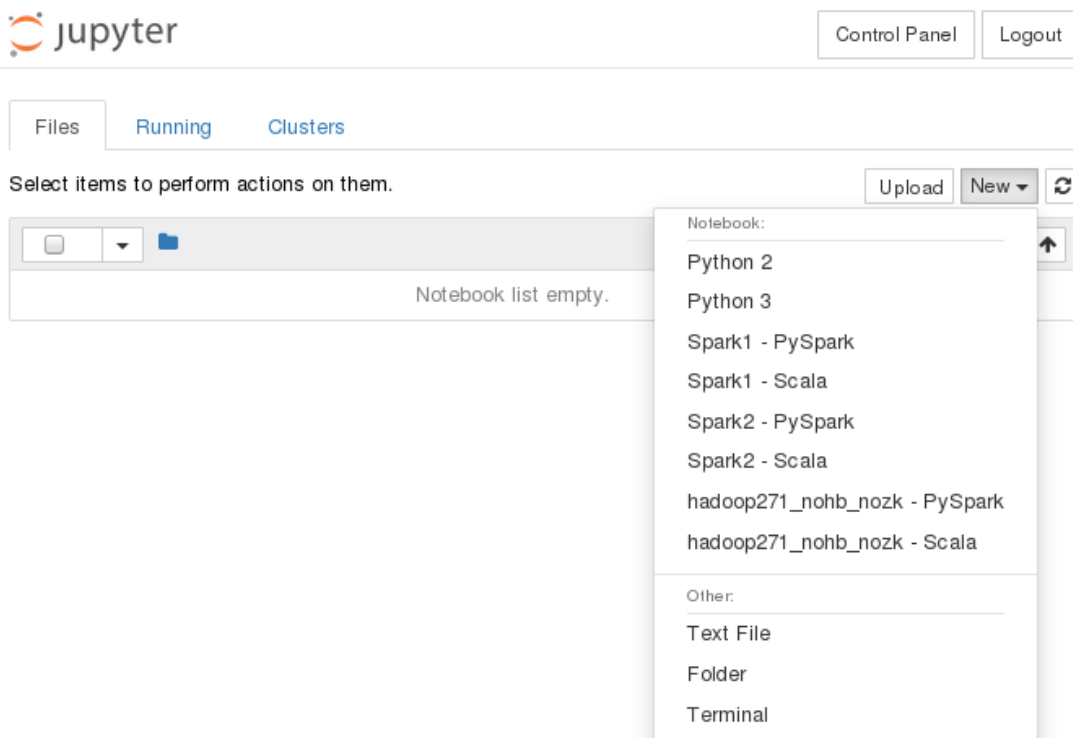 jupyter
Control Panel Logout
Files Running Clusters
Select items to perform actions on them.
Upload New
Notebook list empty.
Notebook:
Python 2
Python 3
Spark1 - PySpark
Spark1 - Scala
Spark2 - PySpark
Spark2 - Scala
hadoop271_nohb_nozk - PySpark
hadoop271_nohb_nozk - Scala
Other:
Text File
Folder
Terminal